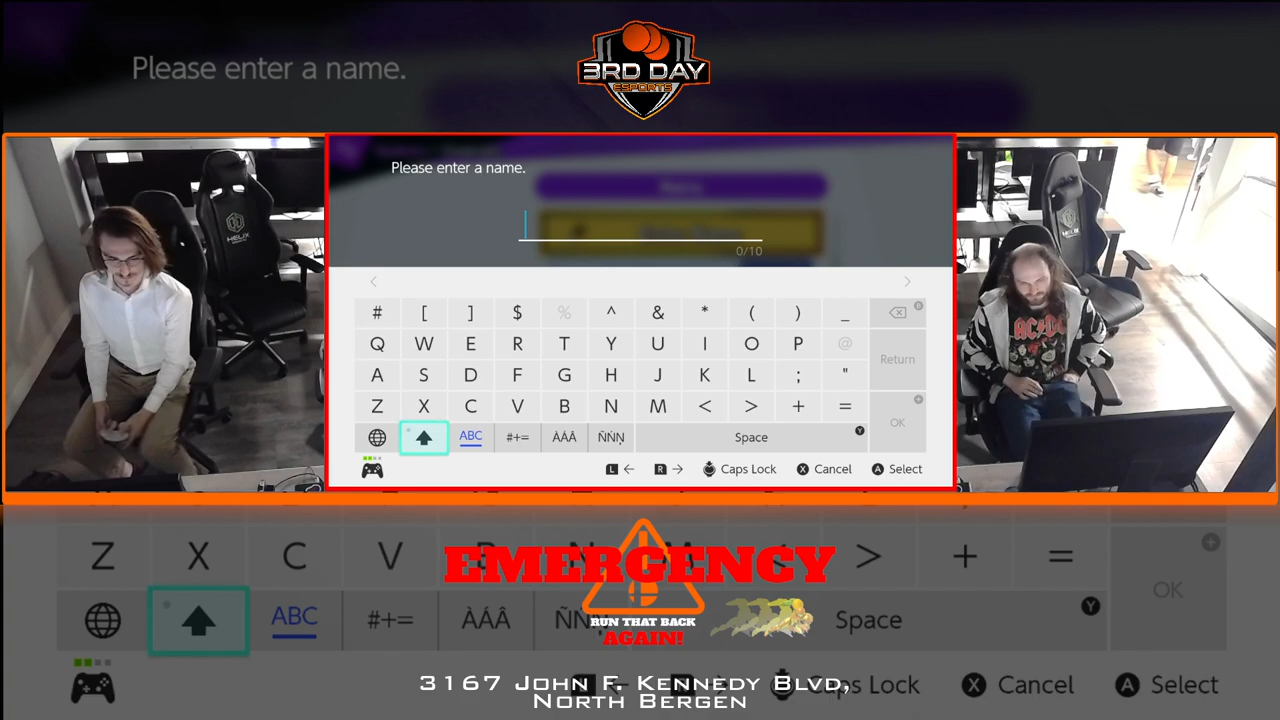 Please enter a name.
3RD DAY
ESPORTS
Please enter a name.
0/10
# [ ] $ % ^ & * ( ) _
Q W E R T Y U I O P @
Return
A S D F G H J K L ; "
Z X C V B N M < > + =
OK
ABC #+= ÀÁÂ ÑŃŅ Space Y
L ← R → Caps Lock X Cancel A Select
HELIX
AC/DC
Z X C V B N M < > + =
EMERGENCY
OK
ABC #+= ÀÁÂ ÑŃŅ Space Y
RUN THAT BACK
AGAIN!
Caps Lock X Cancel A Select
3167 John F. Kennedy Blvd,
North Bergen